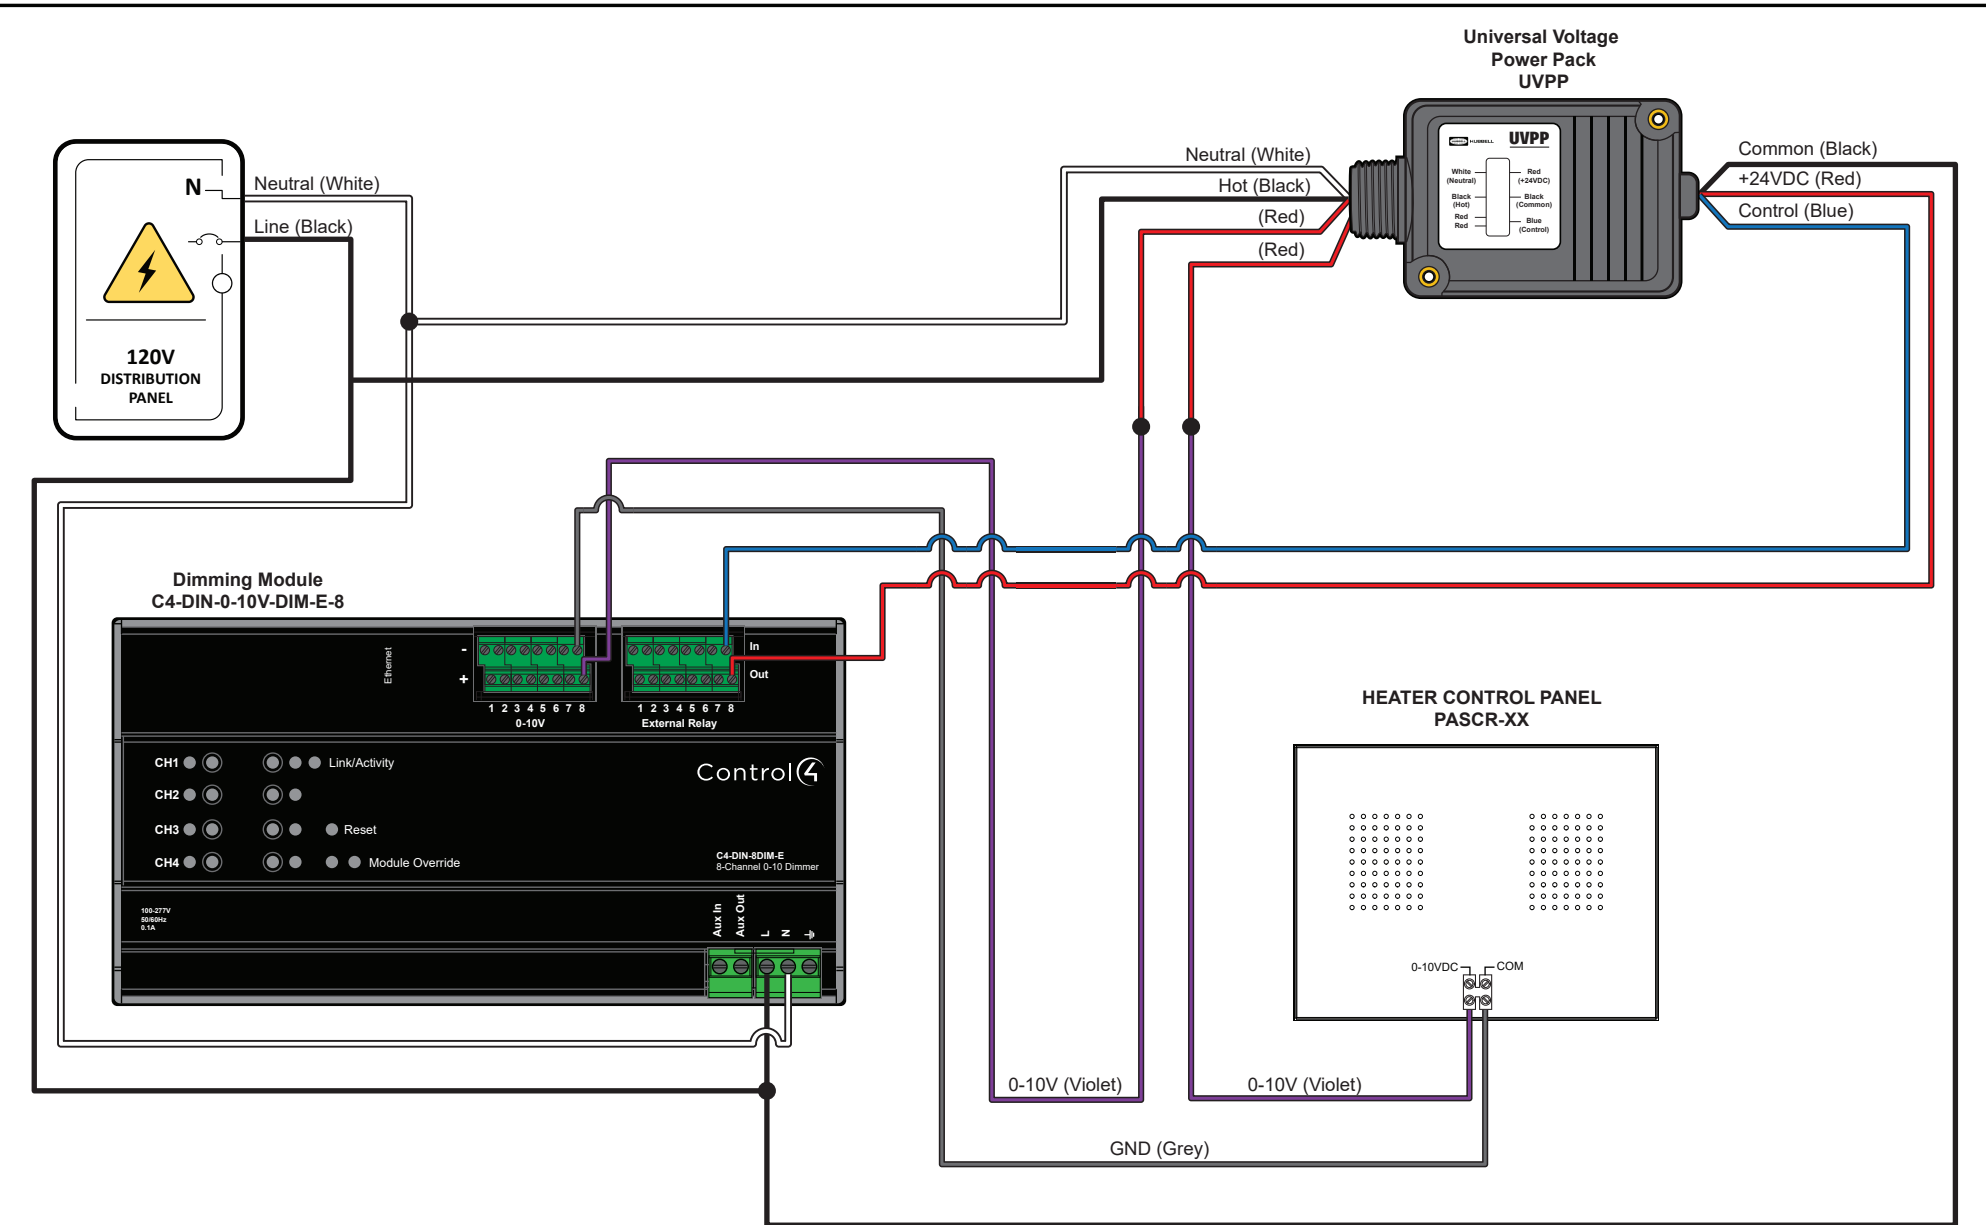 Universal Voltage
Power Pack
UVPP
N
Neutral (White)
Line (Black)
120V
DISTRIBUTION
PANEL
Neutral (White)
Hot (Black)
(Red)
(Red)
HUBBELL
UVPP
White
(Neutral)
Black
(Hot)
Red
Red
Red
(+24VDC)
Black
(Common)
Blue
(Control)
Common (Black)
+24VDC (Red)
Control (Blue)
Dimming Module
C4-DIN-0-10V-DIM-E-8
Ethernet
-
+
1 2 3 4 5 6 7 8
0-10V
In
Out
1 2 3 4 5 6 7 8
External Relay
CH1
CH2
CH3
CH4
Link/Activity
Reset
Module Override
Control4
C4-DIN-8DIM-E
8-Channel 0-10 Dimmer
100-277V
50/60Hz
0.1A
Aux In
Aux Out
L
N
HEATER CONTROL PANEL
PASCR-XX
0-10VDC
COM
0-10V (Violet)
0-10V (Violet)
GND (Grey)